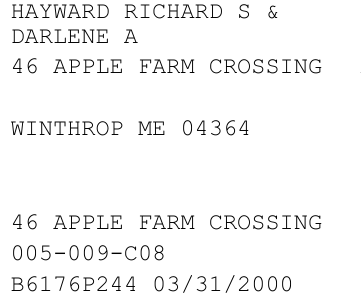 HAYWARD RICHARD S &
DARLENE A
46 APPLE FARM CROSSING
WINTHROP ME 04364
46 APPLE FARM CROSSING
005-009-C08
B6176P244 03/31/2000